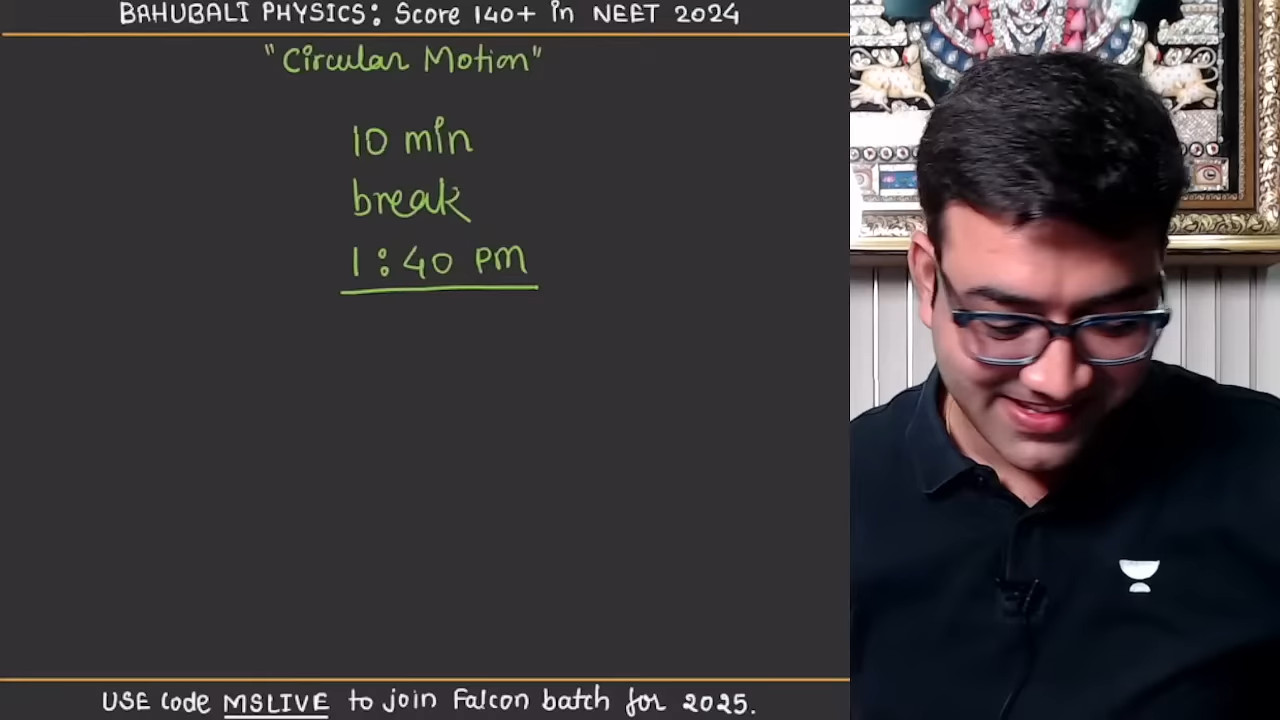 BAHUBALI PHYSICS: Score 140+ in NEET 2024
"Circular Motion"
10 min
break
1:40 PM
USE Code MSLIVE to join Falcon batch for 2025.